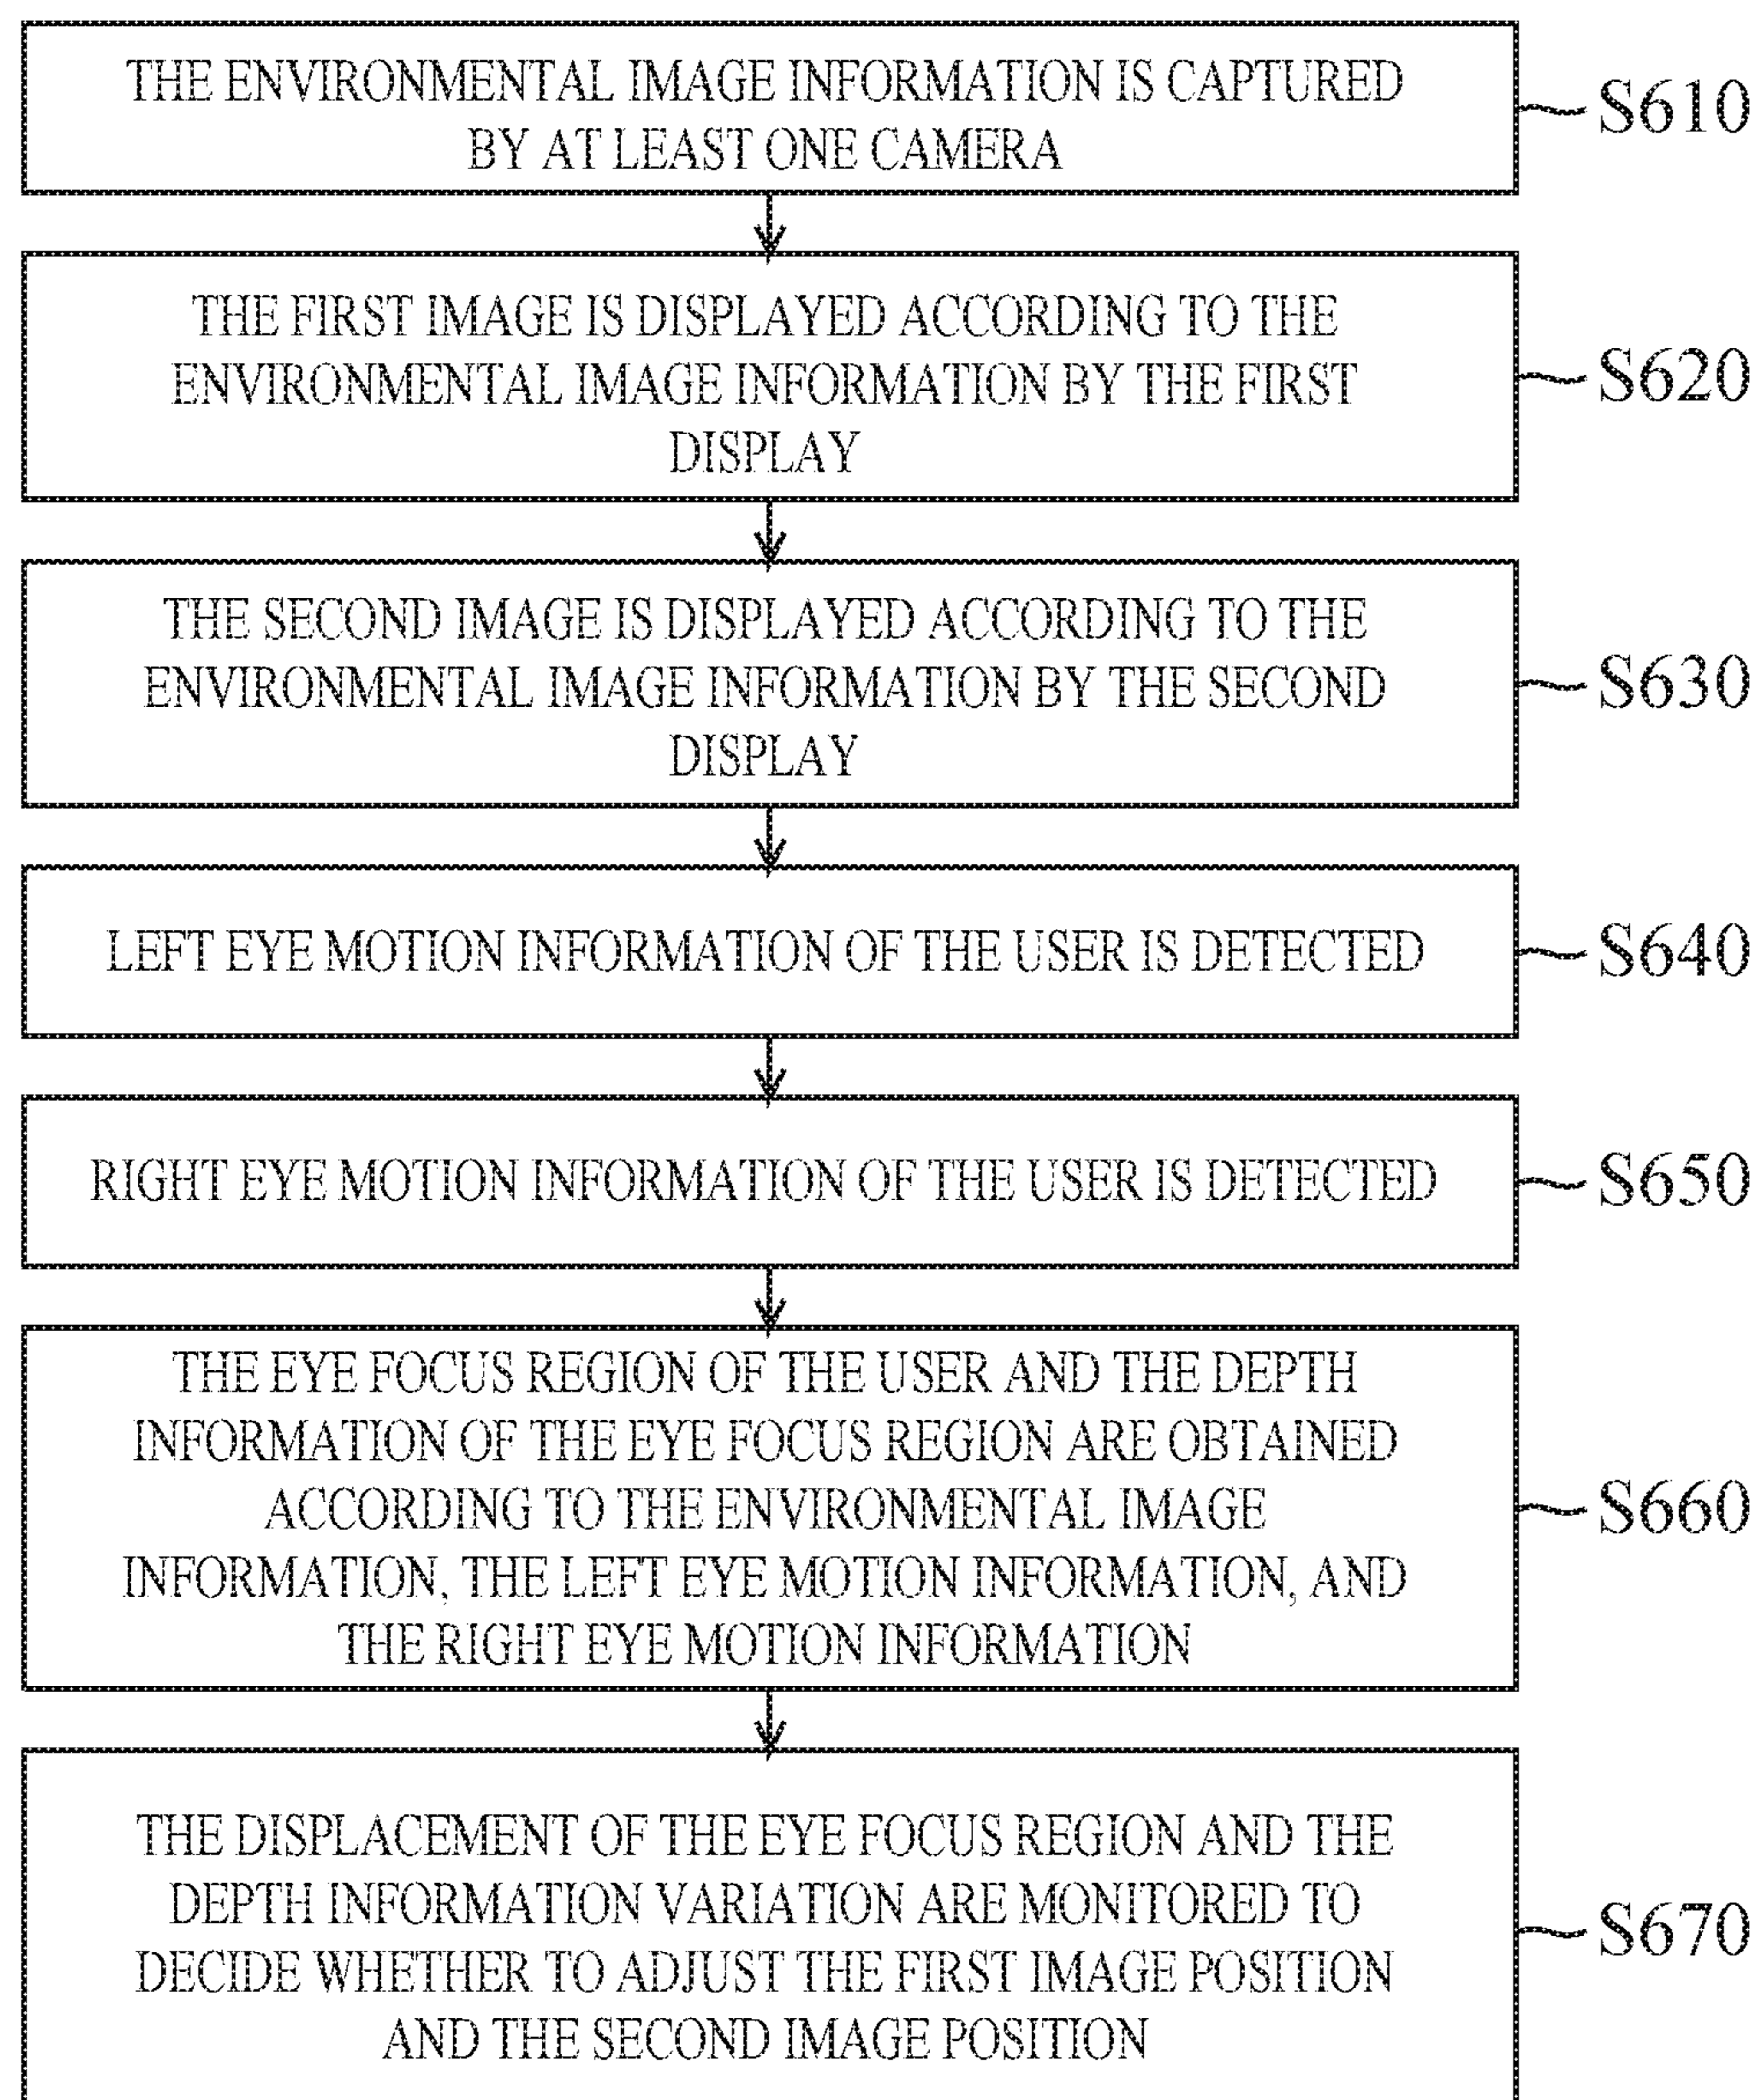 THE ENVIRONMENTAL IMAGE INFORMATION IS CAPTURED
BY AT LEAST ONE CAMERA
S610
THE FIRST IMAGE IS DISPLAYED ACCORDING TO THE
ENVIRONMENTAL IMAGE INFORMATION BY THE FIRST
DISPLAY
S620
THE SECOND IMAGE IS DISPLAYED ACCORDING TO THE
ENVIRONMENTAL IMAGE INFORMATION BY THE SECOND
DISPLAY
S630
LEFT EYE MOTION INFORMATION OF THE USER IS DETECTED
S640
RIGHT EYE MOTION INFORMATION OF THE USER IS DETECTED
S650
THE EYE FOCUS REGION OF THE USER AND THE DEPTH
INFORMATION OF THE EYE FOCUS REGION ARE OBTAINED
ACCORDING TO THE ENVIRONMENTAL IMAGE
INFORMATION, THE LEFT EYE MOTION INFORMATION, AND
THE RIGHT EYE MOTION INFORMATION
S660
THE DISPLACEMENT OF THE EYE FOCUS REGION AND THE
DEPTH INFORMATION VARIATION ARE MONITORED TO
DECIDE WHETHER TO ADJUST THE FIRST IMAGE POSITION
AND THE SECOND IMAGE POSITION
S670